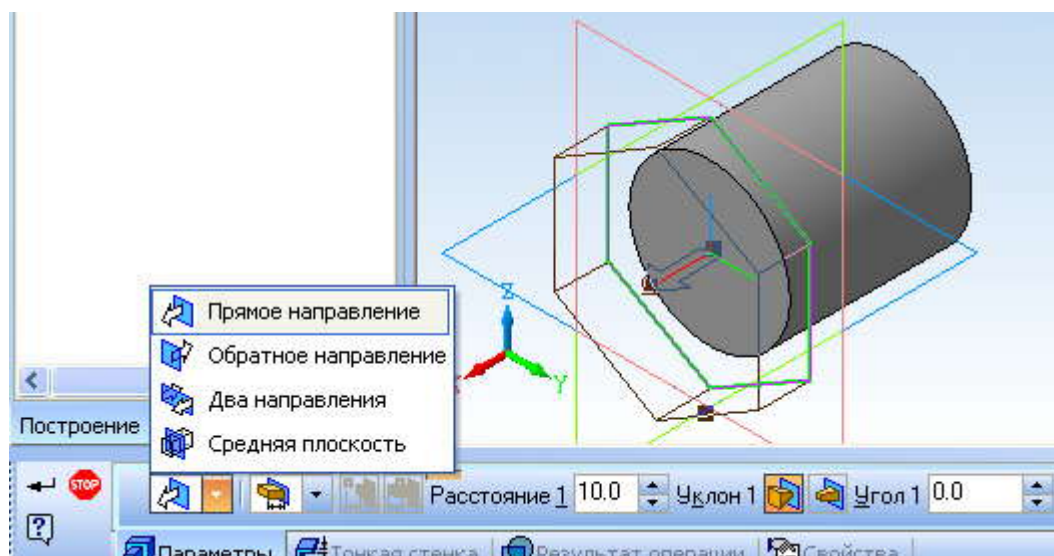 Z
Y
Прямое направление
Обратное направление
Два направления
Средняя плоскость
Построение
STOP
Расстояние 1 10.0 Уклон 1 Угол 1 0.0
Параметры Тонкая стенка Результат операции Свойства